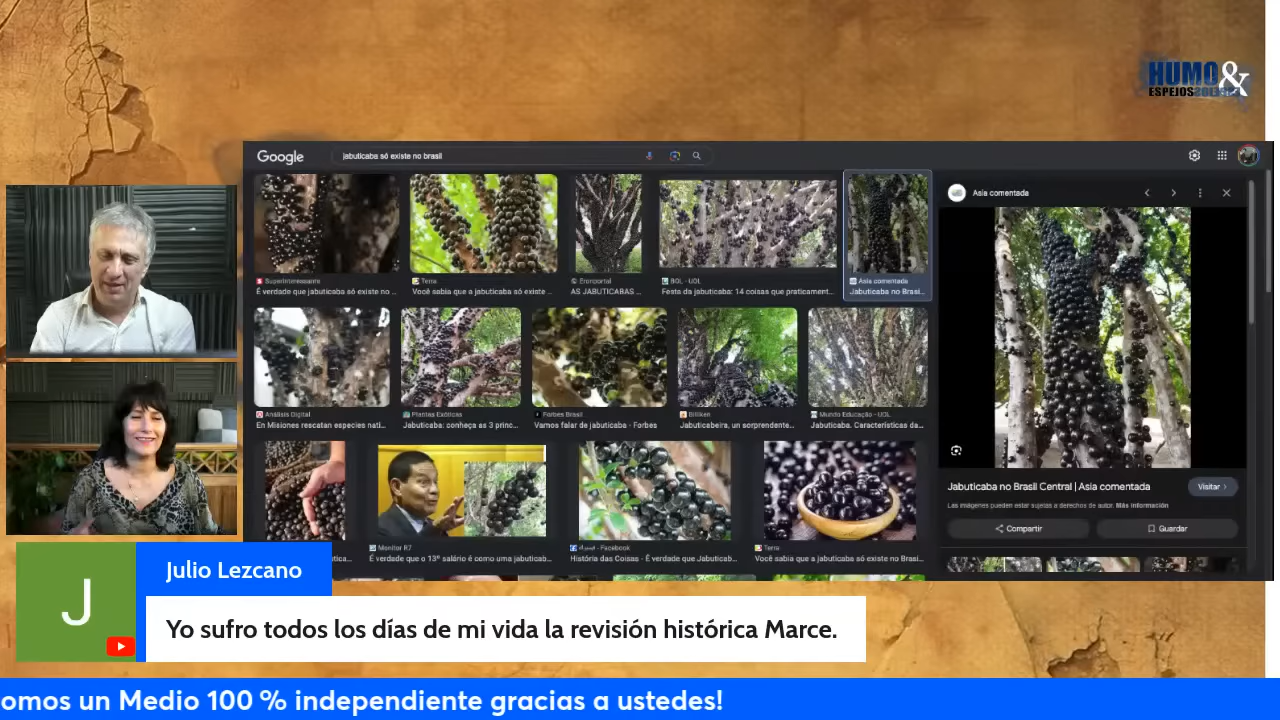 HUMO&
ESPEJOS
Google
jabuticaba só existe no brasil
Asia comentada
Superinteressante
É verdade que jabuticaba só existe no ...
Terra
Você sabia que a jabuticaba só existe ...
AS JABUTICABAS ...
BOL - UOL
Festa da jabuticaba: 14 coisas que praticament...
Asia comentada
Jabuticaba no Brasi...
Análisis Digital
En Misiones rescatan especies nati...
Plantas Exóticas
Jabuticaba: conheça as 3 princ...
Forbes Brasil
Vamos falar de jabuticaba - Forbes
Billiken
Jabuticabeira, un sorprendente...
Mundo Educação - UOL
Jabuticaba. Características da...
Jabuticaba no Brasil Central | Asia comentada
Visitar
Las imágenes pueden estar sujetas a derechos de autor. Más información
Compartir
Guardar
Monitor R7
É verdade que o 13º salário é como uma jabuticab...
Facebook
História das Coisas - É verdade que Jabuticab...
Terra
Você sabia que a jabuticaba só existe no Brasi...
J
Julio Lezcano
Yo sufro todos los días de mi vida la revisión histórica Marce.
omos un Medio 100 % independiente gracias a ustedes!